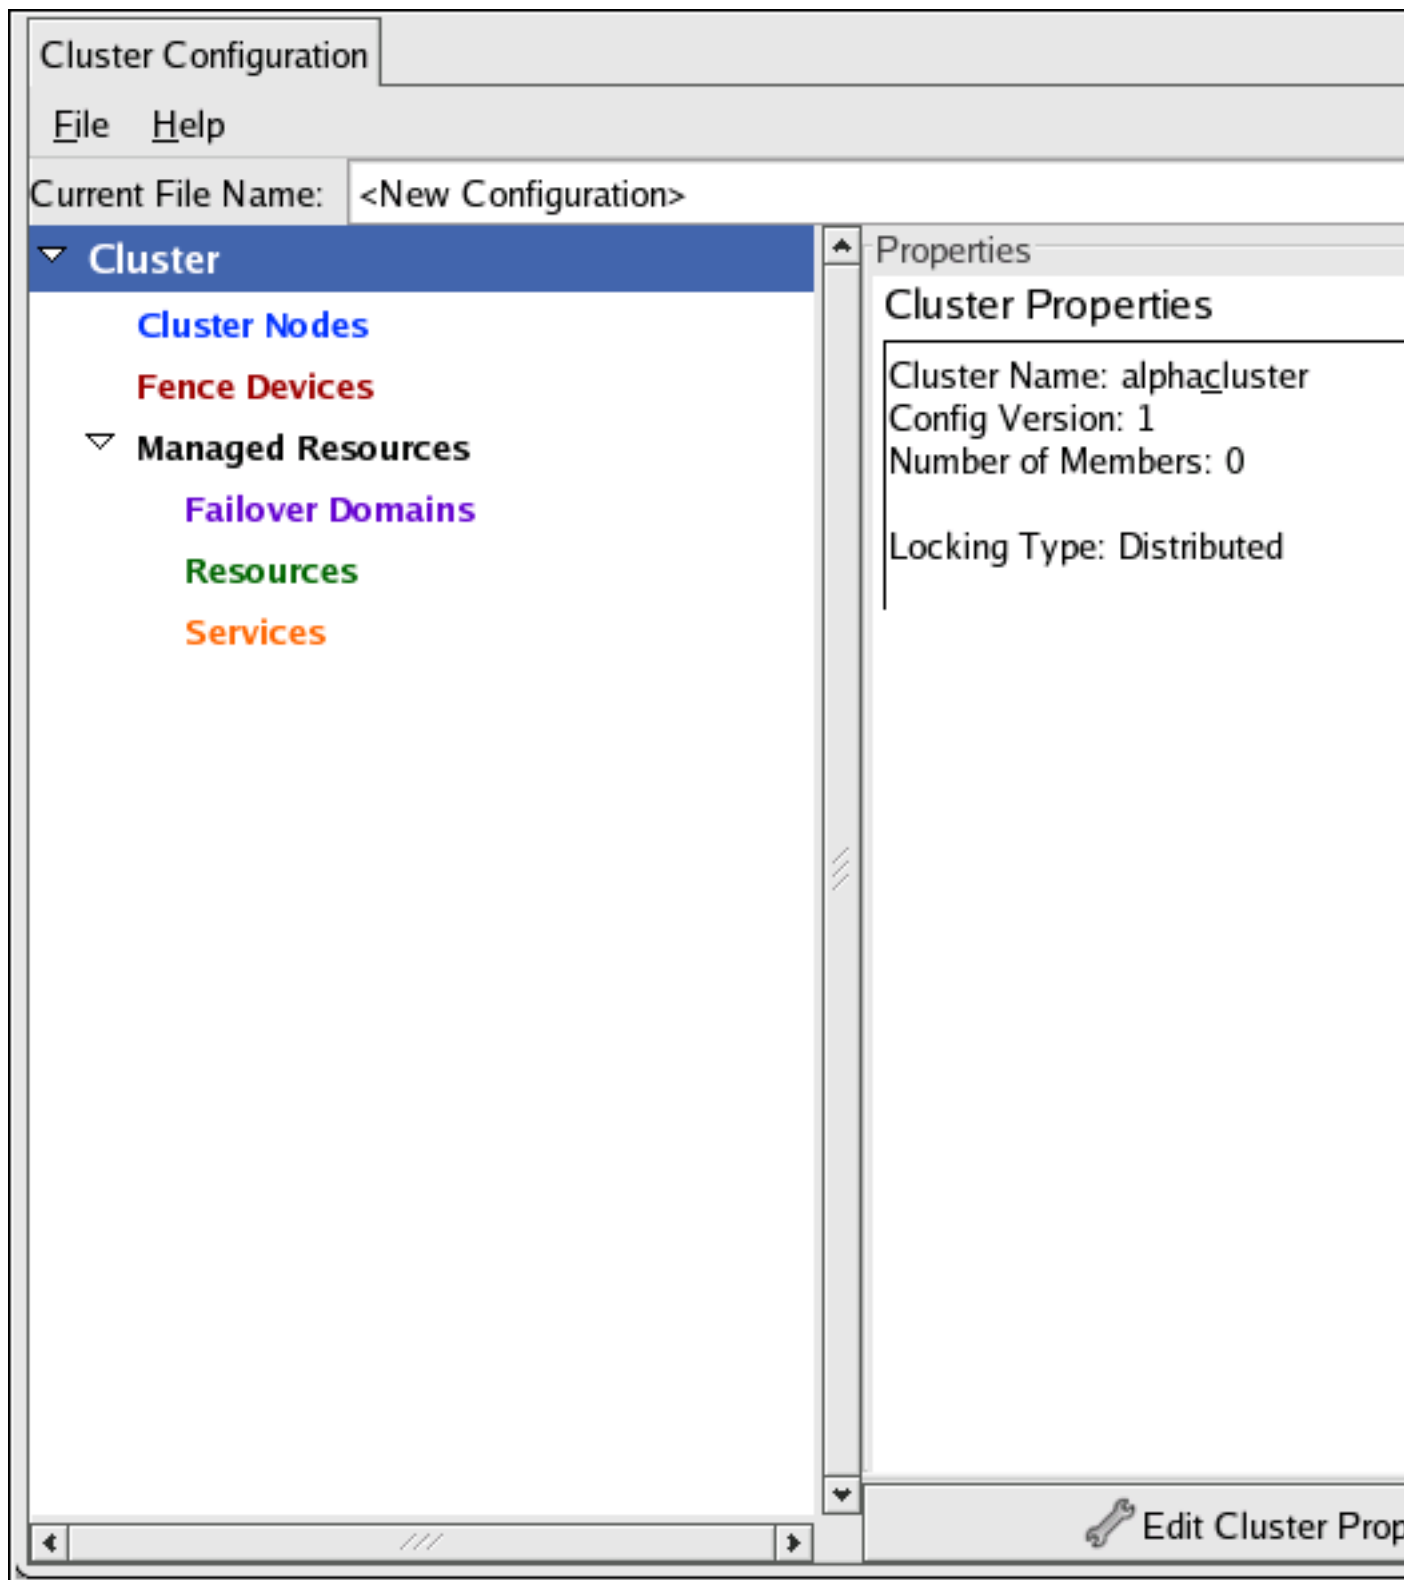 Cluster Configuration
File Help
Current File Name: <New Configuration>
Cluster
Cluster Nodes
Fence Devices
Managed Resources
Failover Domains
Resources
Services
Properties
Cluster Properties
Cluster Name: alphacluster
Config Version: 1
Number of Members: 0
Locking Type: Distributed
Edit Cluster Prop